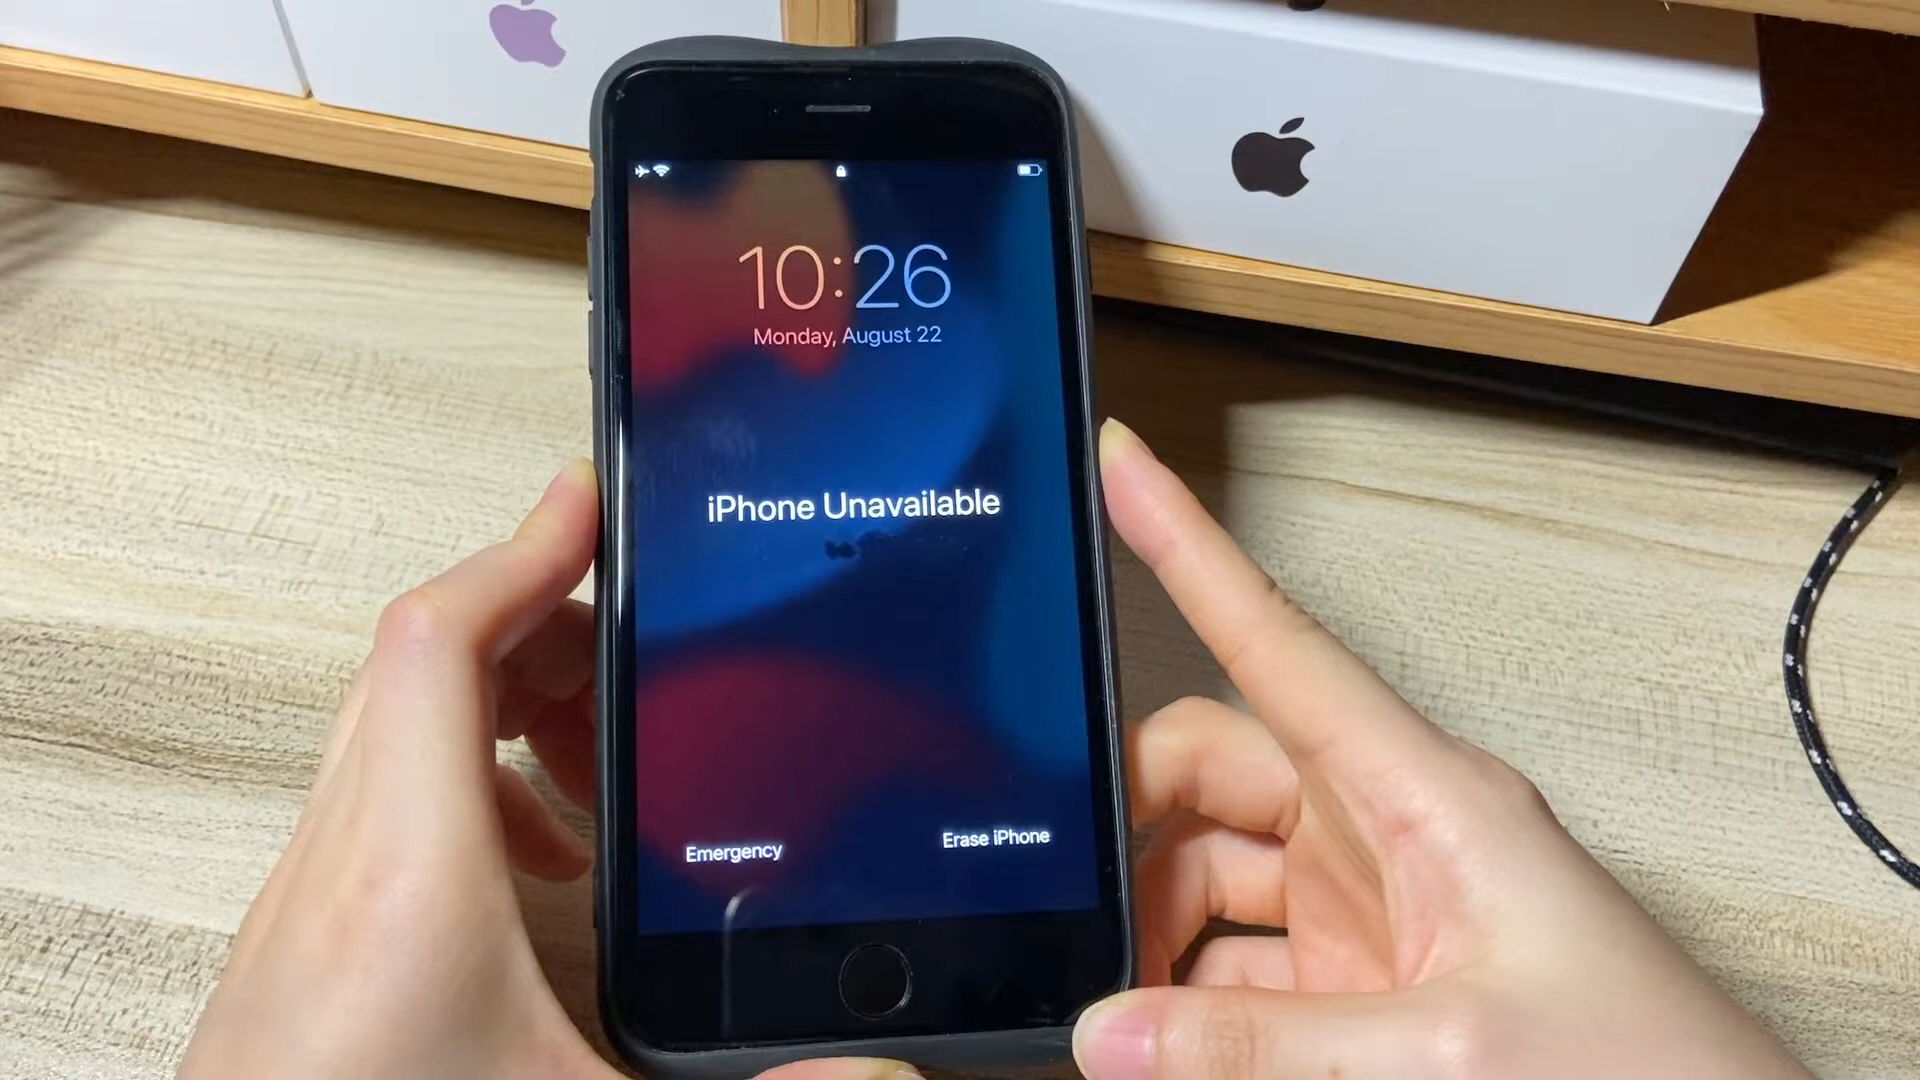 10:26
Monday, August 22
iPhone Unavailable
Emergency
Erase iPhone